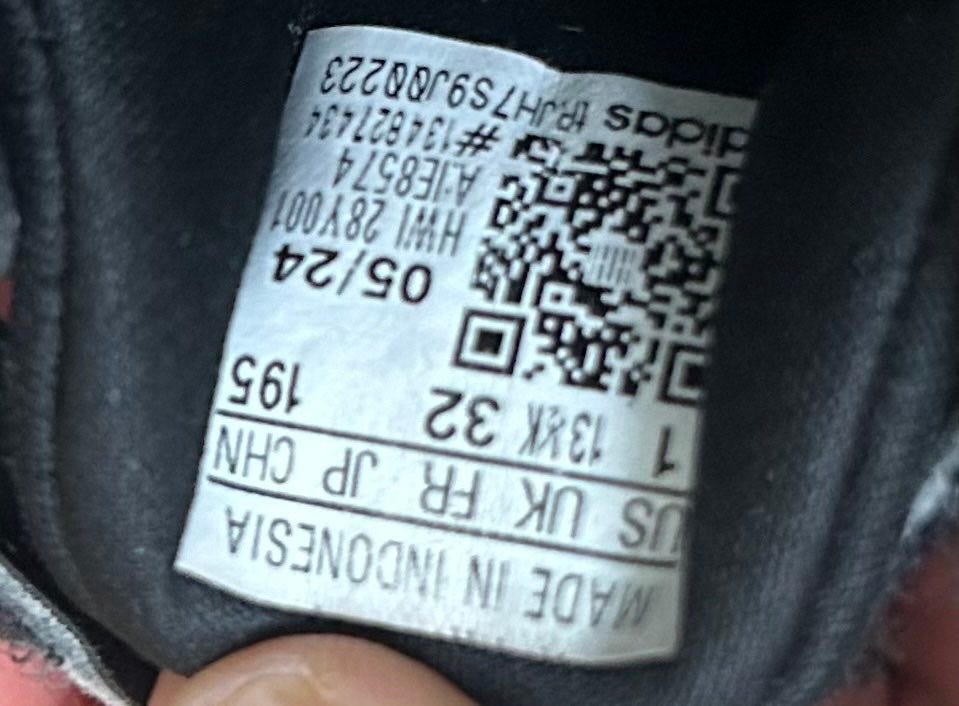 MADE IN INDONESIA
US UK FR JP CHN
1 13½K 32 195
05/24
HWI 28Y001
#134827434
adidas